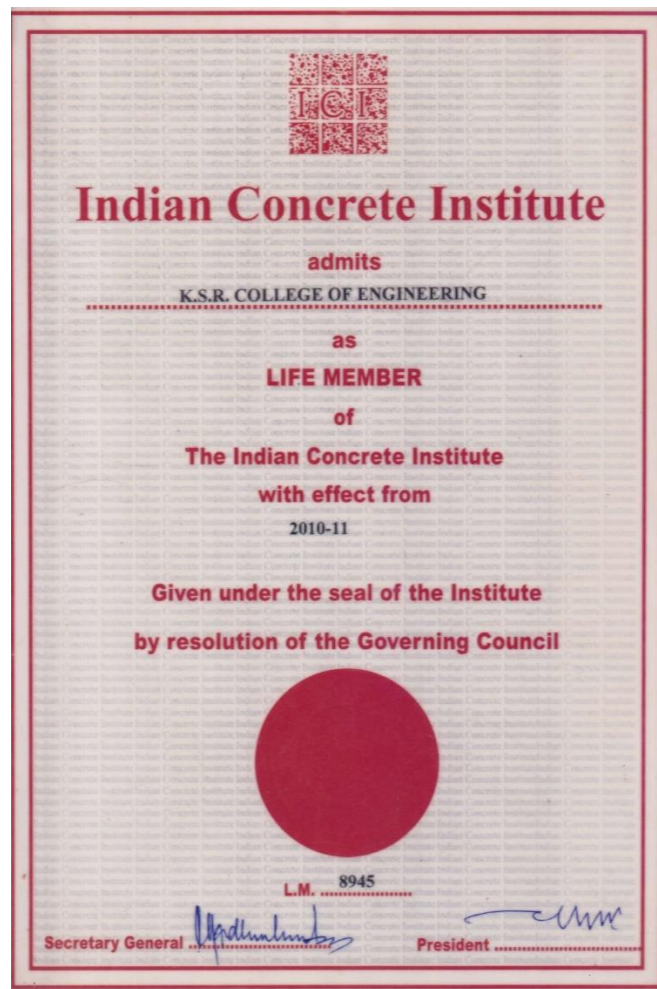 ICI
Indian Concrete Institute
admits
K.S.R. COLLEGE OF ENGINEERING
as
LIFE MEMBER
of
The Indian Concrete Institute
with effect from
2010-11
Given under the seal of the Institute
by resolution of the Governing Council
L.M. 8945
Secretary General
President